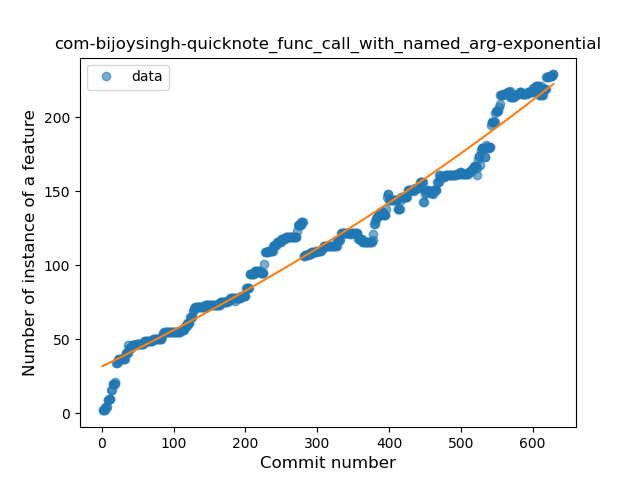 com-bijoysingh-quicknote_func_call_with_named_arg-exponential
data
Number of instance of a feature
200
150
100
50
0
0 100 200 300 400 500 600
Commit number